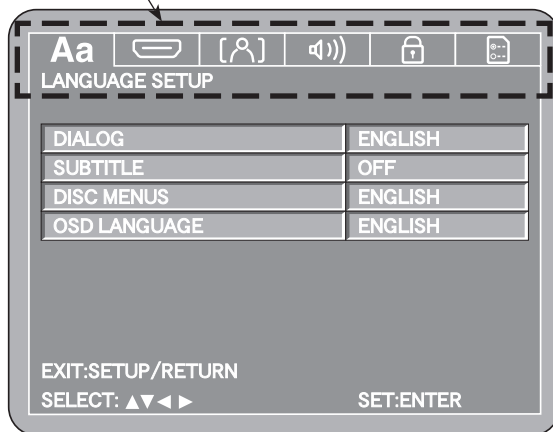 Aa
LANGUAGE SETUP
DIALOG ENGLISH
SUBTITLE OFF
DISC MENUS ENGLISH
OSD LANGUAGE ENGLISH
EXIT:SETUP/RETURN
SELECT: ▲▼◄ ► SET:ENTER